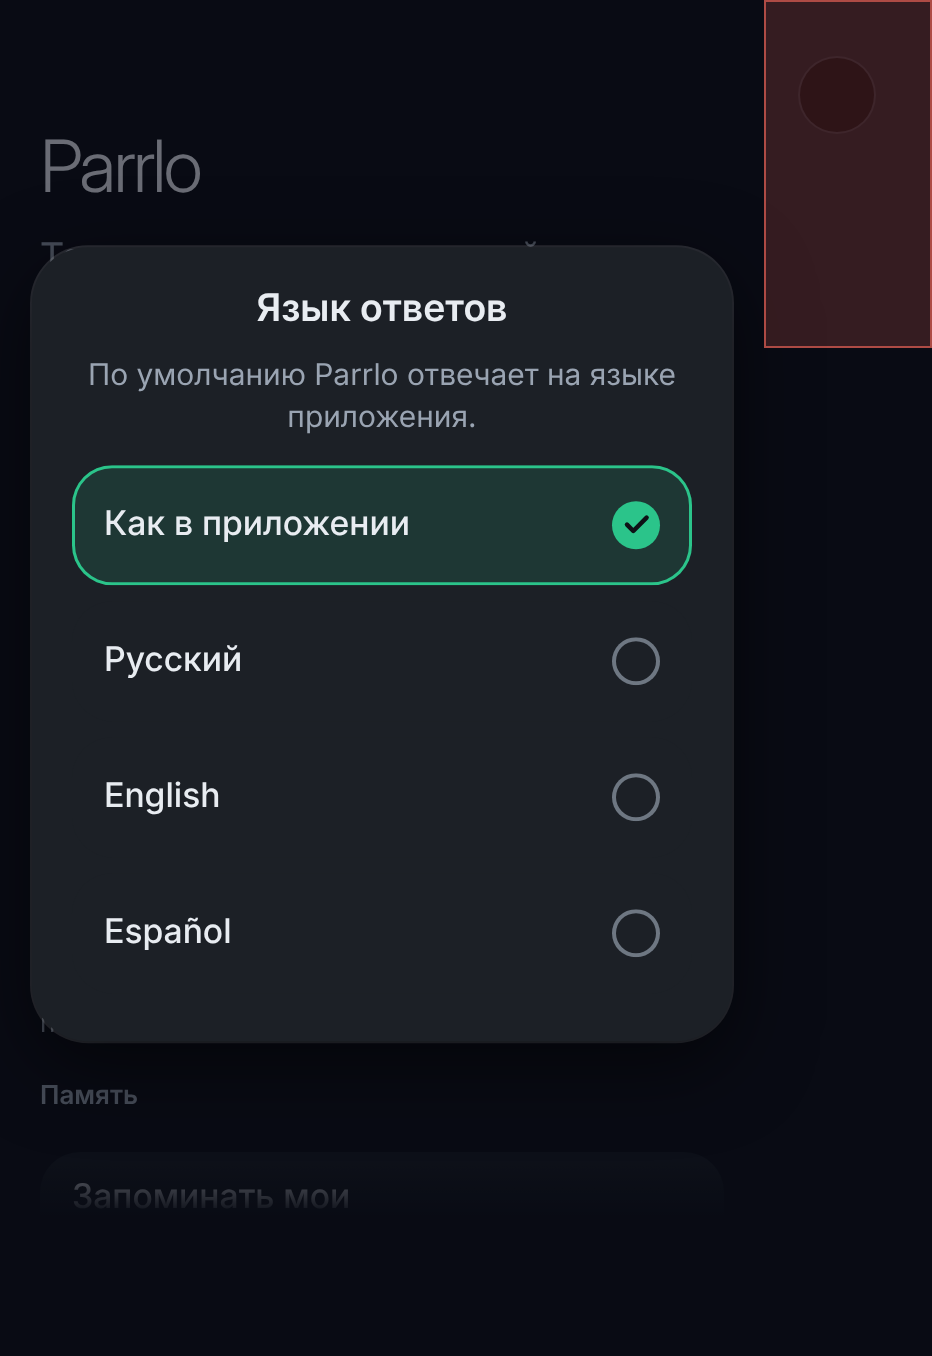 Parrlo
Язык ответов
По умолчанию Parrlo отвечает на языке
приложения.
Как в приложении
Русский
English
Español
Память
Запоминать мои